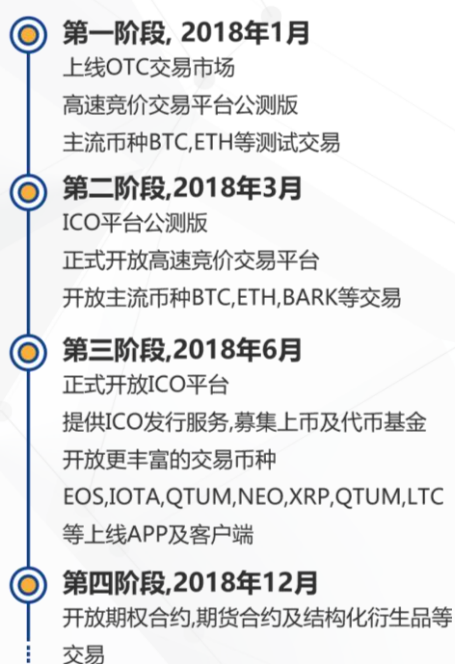 第一阶段, 2018年1月
上线OTC交易市场
高速竞价交易平台公测版
主流币种BTC,ETH等测试交易
第二阶段,2018年3月
ICO平台公测版
正式开放高速竞价交易平台
开放主流币种BTC,ETH,BARK等交易
第三阶段,2018年6月
正式开放ICO平台
提供ICO发行服务,募集上币及代币基金
开放更丰富的交易币种
EOS,IOTA,QTUM,NEO,XRP,QTUM,LTC
等上线APP及客户端
第四阶段,2018年12月
开放期权合约,期货合约及结构化衍生品等
交易